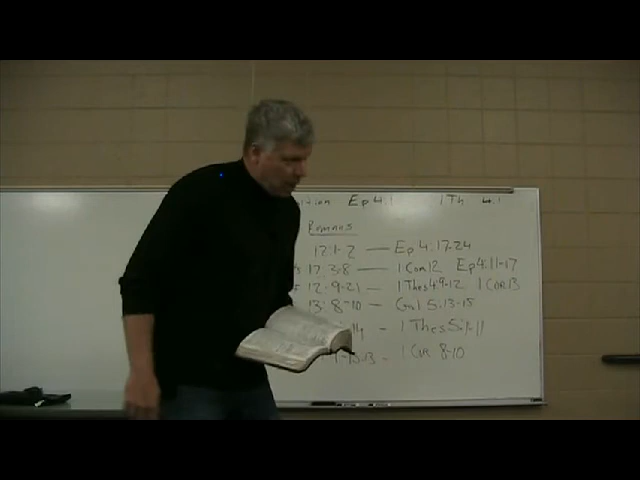 Ep 4.1 1 Th 4.1
Romans
12.1-2 — Ep 4.17-24
12.3-8 — 1 Cor 12 Ep 4:11-17
12-9-21 — 1 Thes 4.9-12 1 COR 13
13-8-10 — Gal 5.13-15
— 1 Thes 5.1-11
- 1 COR 8-10